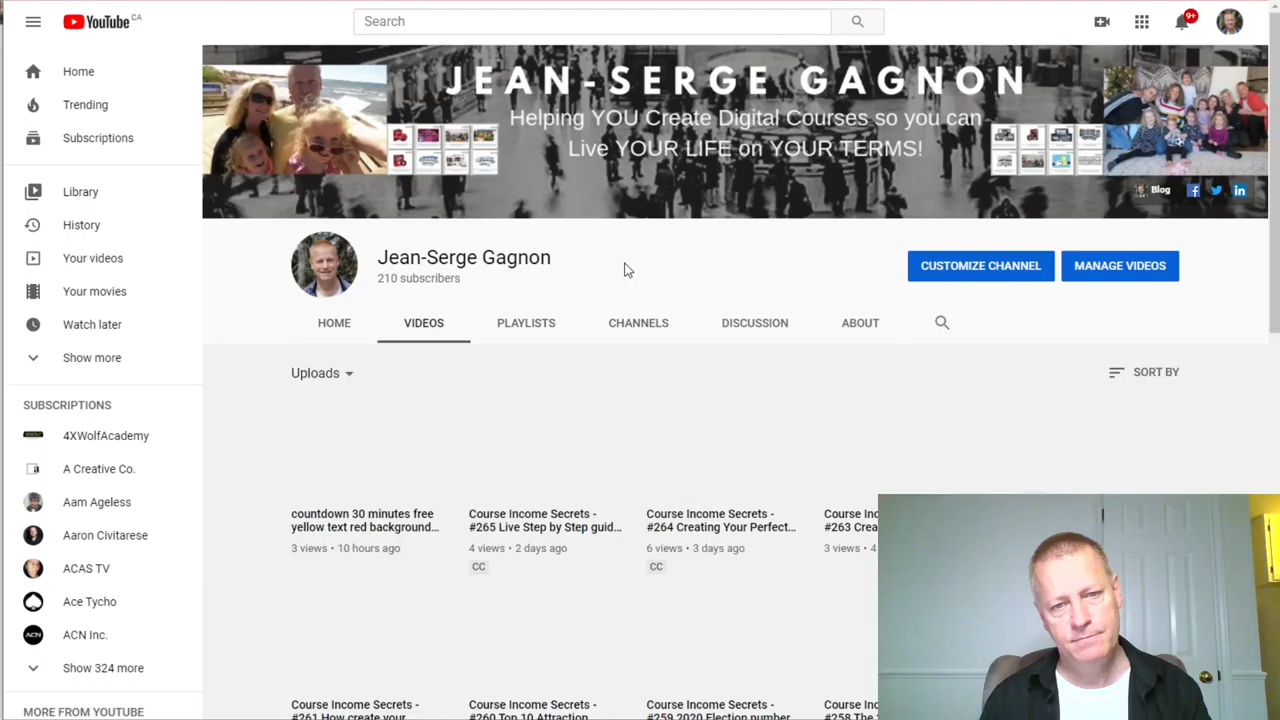 YouTube CA
Search
9+
Home
Trending
Subscriptions
Library
History
Your videos
Your movies
Watch later
Show more
SUBSCRIPTIONS
4XWolfAcademy
A Creative Co.
Aam Ageless
Aaron Civitarese
ACAS TV
Ace Tycho
ACN
ACN Inc.
Show 324 more
MORE FROM YOUTUBE
JEAN-SERGE GAGNON
Helping YOU Create Digital Courses so you can
Live YOUR LIFE on YOUR TERMS!
Blog
Jean-Serge Gagnon
210 subscribers
CUSTOMIZE CHANNEL
MANAGE VIDEOS
HOME
VIDEOS
PLAYLISTS
CHANNELS
DISCUSSION
ABOUT
Uploads
SORT BY
countdown 30 minutes free
yellow text red background...
3 views • 10 hours ago
Course Income Secrets -
#265 Live Step by Step guid...
4 views • 2 days ago
CC
Course Income Secrets -
#264 Creating Your Perfect...
6 views • 3 days ago
CC
Course Inc
#263 Crea
3 views • 4
Course Income Secrets -
#261 How create your
Course Income Secrets -
#260 Top 10 Attraction
Course Income Secrets -
#259 2020 Election number
Course Inc
#258 The